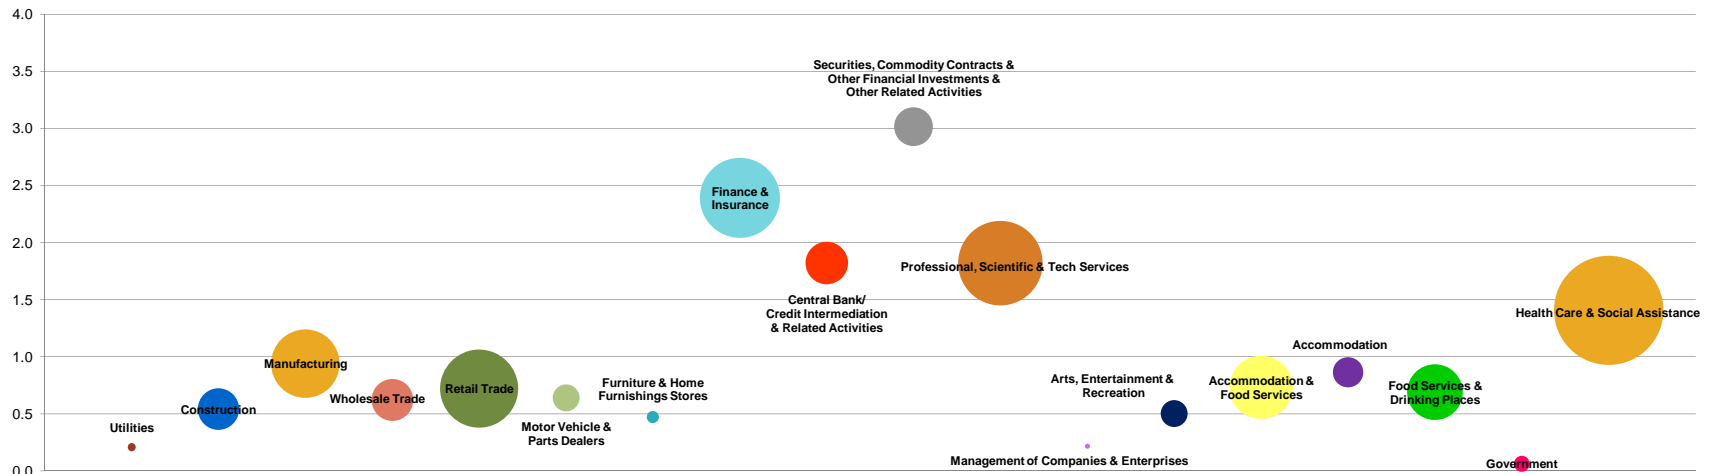 4.0
3.5
3.0
2.5
2.0
1.5
1.0
0.5
0.0
Securities, Commodity Contracts &
Other Financial Investments &
Other Related Activities
Finance &
Insurance
Professional, Scientific & Tech Services
Central Bank/
Credit Intermediation
& Related Activities
Health Care & Social Assistance
Manufacturing
Accommodation
Retail Trade
Furniture & Home
Furnishings Stores
Arts, Entertainment &
Recreation
Accommodation &
Food Services
Food Services &
Drinking Places
Wholesale Trade
Construction
Utilities
Motor Vehicle &
Parts Dealers
Management of Companies & Enterprises
Government